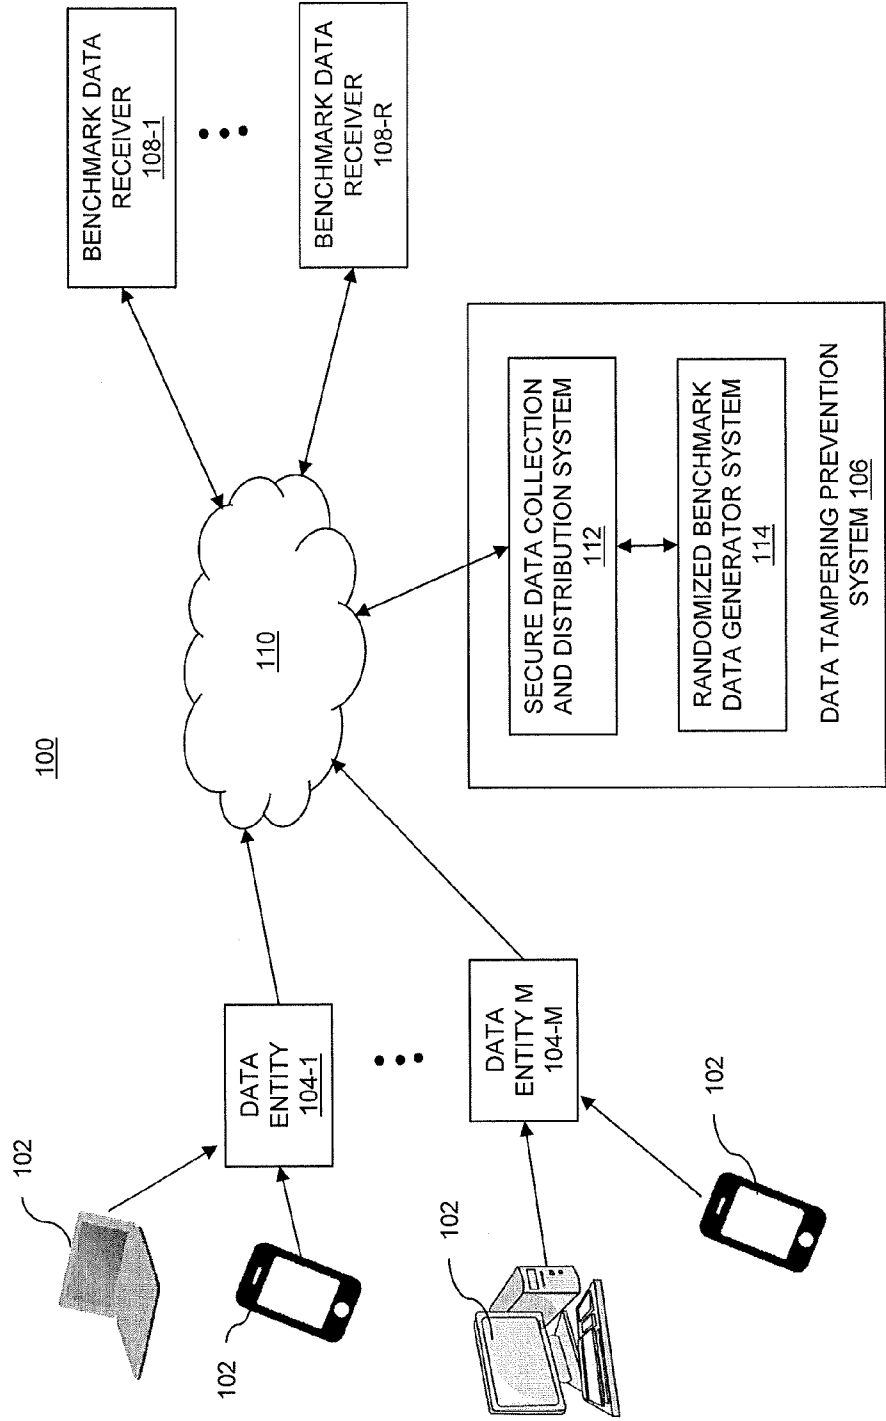 100
102
102
102
102
DATA
ENTITY
104-1
DATA
ENTITY M
104-M
110
BENCHMARK DATA
RECEIVER
108-1
BENCHMARK DATA
RECEIVER
108-R
SECURE DATA COLLECTION
AND DISTRIBUTION SYSTEM
112
RANDOMIZED BENCHMARK
DATA GENERATOR SYSTEM
114
DATA TAMPERING PREVENTION
SYSTEM 106